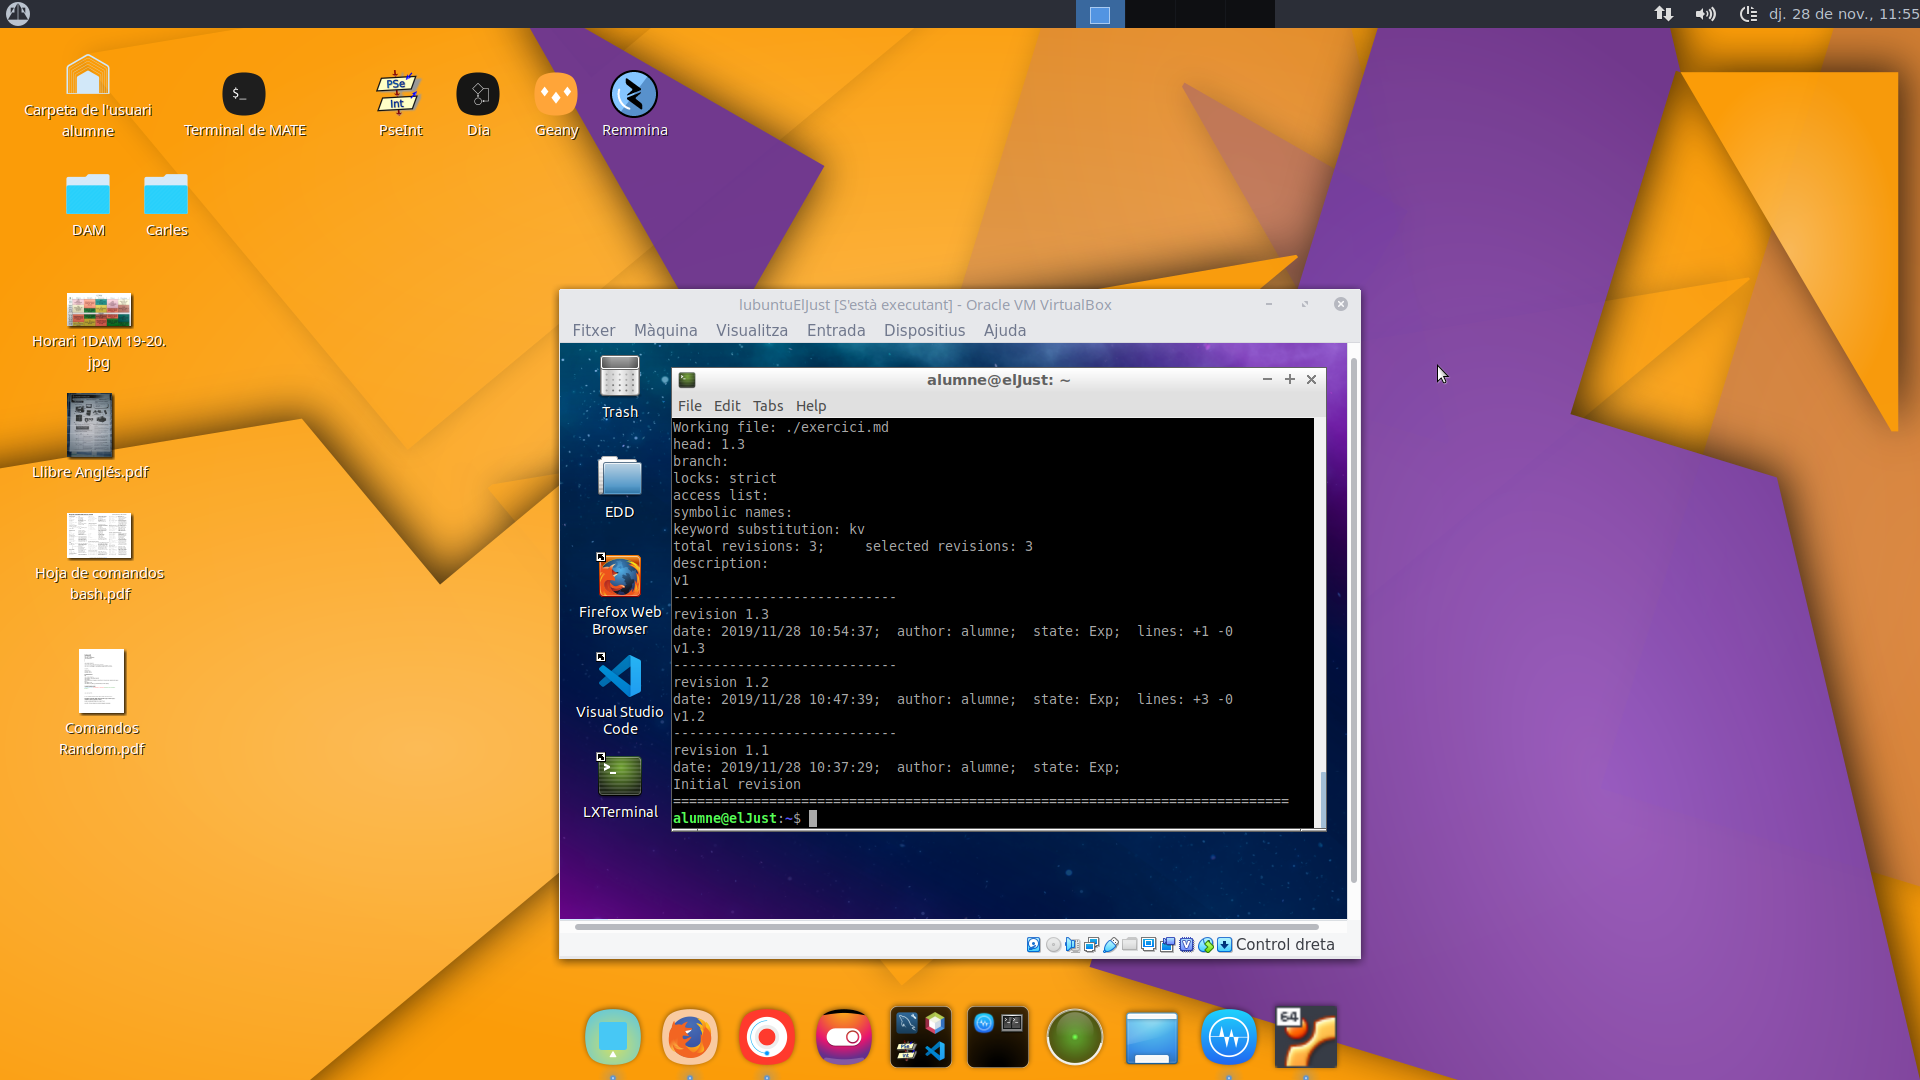 dj. 28 de nov., 11:55
Carpeta de l'usuari
alumne
$_
Terminal de MATE
PSe
Int
PseInt
Dia
Geany
Remmina
DAM
Carles
Horari 1DAM 19-20.
jpg
Llibre Anglés.pdf
Hoja de comandos
bash.pdf
Comandos
Random.pdf
lubuntuElJust [S'està executant] - Oracle VM VirtualBox
Fitxer Màquina Visualitza Entrada Dispositius Ajuda
Trash
EDD
Firefox Web
Browser
Visual Studio
Code
LXTerminal
alumne@elJust: ~
File Edit Tabs Help
Working file: ./exercici.md
head: 1.3
branch:
locks: strict
access list:
symbolic names:
keyword substitution: kv
total revisions: 3;     selected revisions: 3
description:
v1
----------------------------
revision 1.3
date: 2019/11/28 10:54:37;  author: alumne;  state: Exp;  lines: +1 -0
v1.3
----------------------------
revision 1.2
date: 2019/11/28 10:47:39;  author: alumne;  state: Exp;  lines: +3 -0
v1.2
----------------------------
revision 1.1
date: 2019/11/28 10:37:29;  author: alumne;  state: Exp;
Initial revision
=============================================================================
alumne@elJust:~$
Control dreta
64